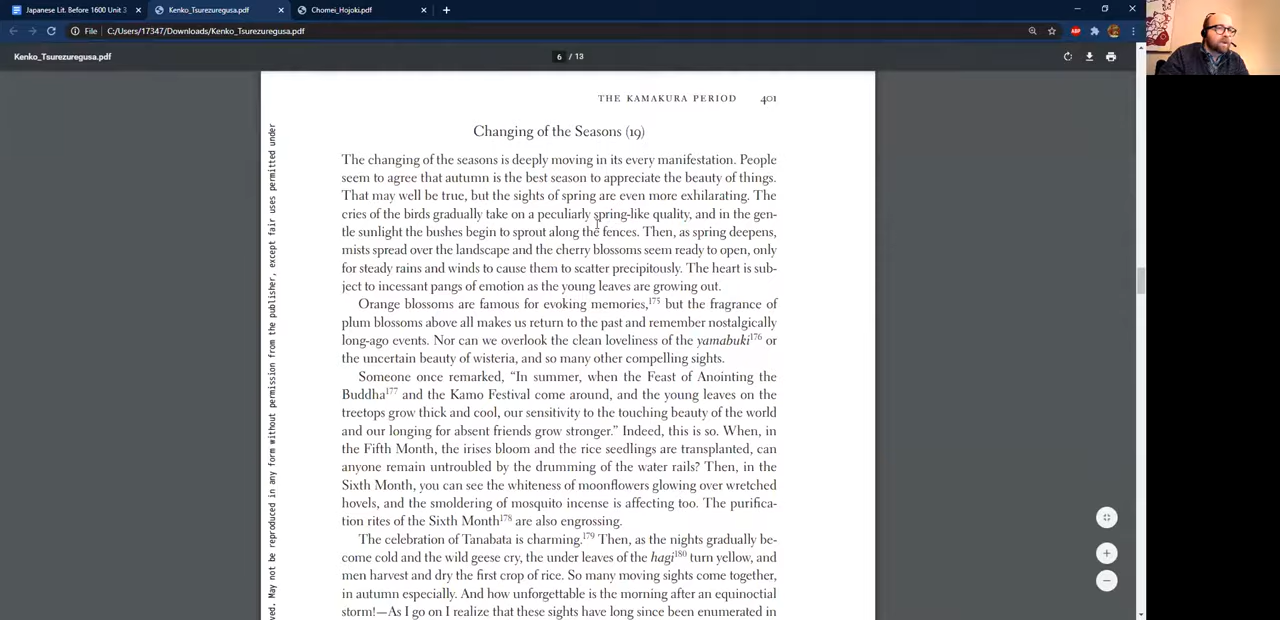 Japanese Lit. Before 1600 Unit 3
Kenko_Tsurezuregusa.pdf
Chomei_Hojoki.pdf
File
C:/Users/17347/Downloads/Kenko_Tsurezuregusa.pdf
ABP
Kenko_Tsurezuregusa.pdf
6 / 13
THE KAMAKURA PERIOD 401
Changing of the Seasons (19)
The changing of the seasons is deeply moving in its every manifestation. People
seem to agree that autumn is the best season to appreciate the beauty of things.
That may well be true, but the sights of spring are even more exhilarating. The
cries of the birds gradually take on a peculiarly spring-like quality, and in the gen-
tle sunlight the bushes begin to sprout along the fences. Then, as spring deepens,
mists spread over the landscape and the cherry blossoms seem ready to open, only
for steady rains and winds to cause them to scatter precipitously. The heart is sub-
ject to incessant pangs of emotion as the young leaves are growing out.
Orange blossoms are famous for evoking memories,175 but the fragrance of
plum blossoms above all makes us return to the past and remember nostalgically
long-ago events. Nor can we overlook the clean loveliness of the yamabuki176 or
the uncertain beauty of wisteria, and so many other compelling sights.
Someone once remarked, “In summer, when the Feast of Anointing the
Buddha177 and the Kamo Festival come around, and the young leaves on the
treetops grow thick and cool, our sensitivity to the touching beauty of the world
and our longing for absent friends grow stronger.” Indeed, this is so. When, in
the Fifth Month, the irises bloom and the rice seedlings are transplanted, can
anyone remain untroubled by the drumming of the water rails? Then, in the
Sixth Month, you can see the whiteness of moonflowers glowing over wretched
hovels, and the smoldering of mosquito incense is affecting too. The purifica-
tion rites of the Sixth Month178 are also engrossing.
The celebration of Tanabata is charming.179 Then, as the nights gradually be-
come cold and the wild geese cry, the under leaves of the hagi180 turn yellow, and
men harvest and dry the first crop of rice. So many moving sights come together,
in autumn especially. And how unforgettable is the morning after an equinoctial
storm!—As I go on I realize that these sights have long since been enumerated in
ved. May not be reproduced in any form without permission from the publisher, except fair uses permitted under